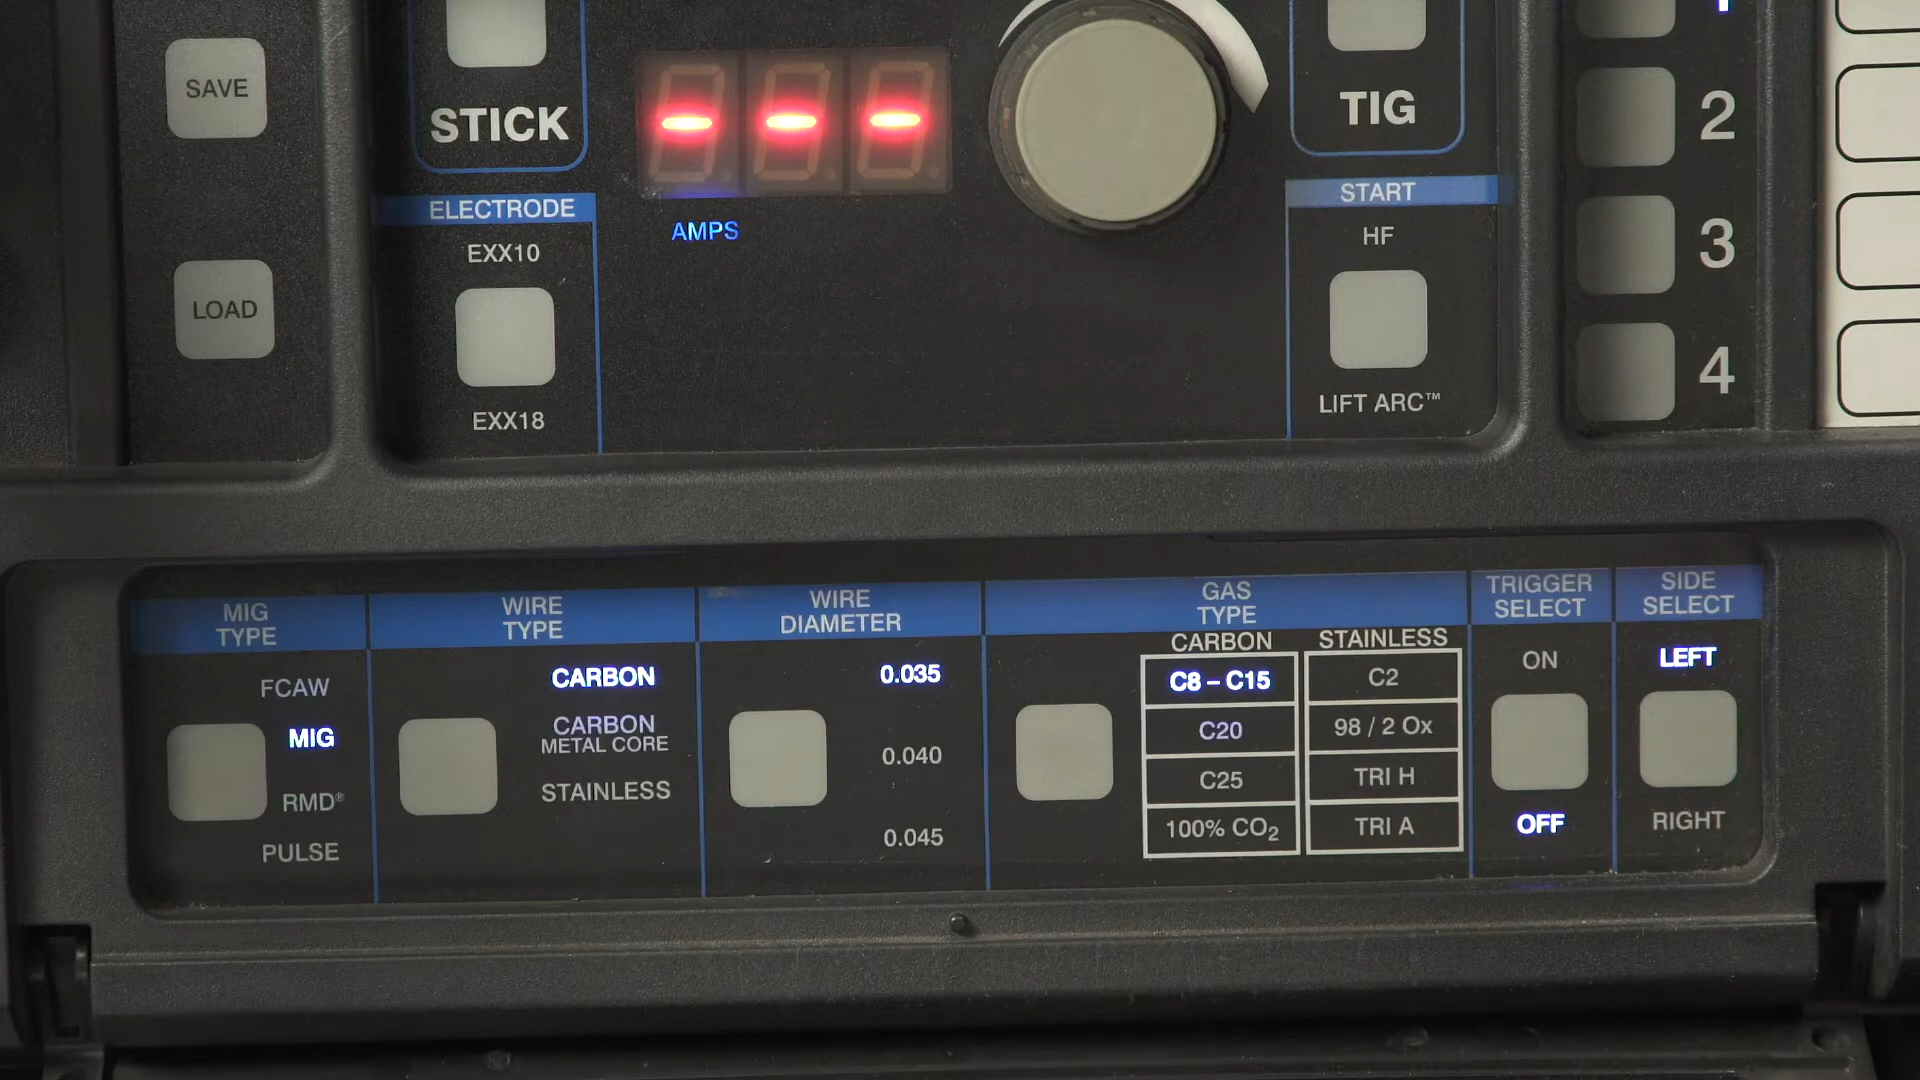 SAVE
LOAD
STICK
ELECTRODE
EXX10
EXX18
---
AMPS
TIG
START
HF
LIFT ARC™
2
3
4
MIG
TYPE
FCAW
MIG
RMD®
PULSE
WIRE
TYPE
CARBON
CARBON
METAL CORE
STAINLESS
WIRE
DIAMETER
0.035
0.040
0.045
GAS
TYPE
CARBON
C8 – C15
C20
C25
100% CO₂
STAINLESS
C2
98 / 2 Ox
TRI H
TRI A
TRIGGER
SELECT
ON
OFF
SIDE
SELECT
LEFT
RIGHT